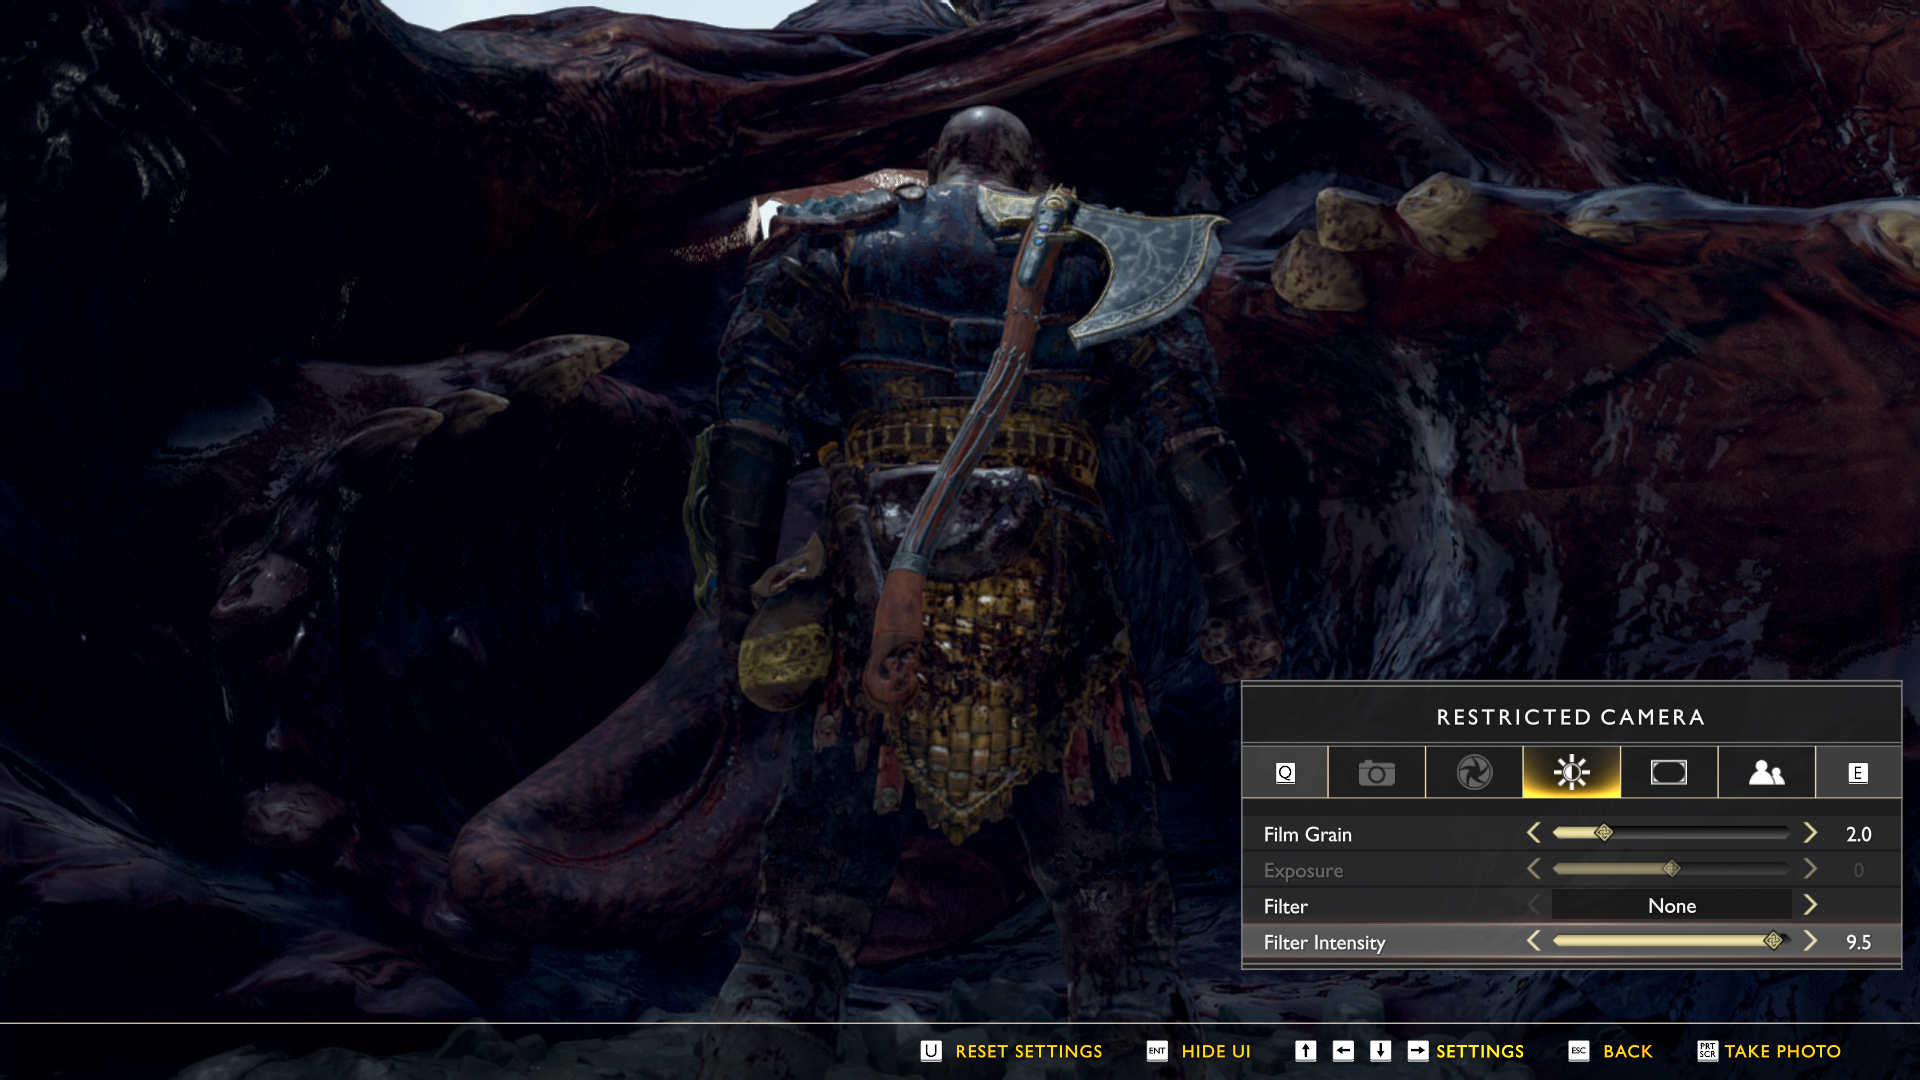 RESTRICTED CAMERA
Q E
Film Grain 2.0
Exposure 0
Filter None
Filter Intensity 9.5
U RESET SETTINGS ENT HIDE UI SETTINGS ESC BACK PRT SCR TAKE PHOTO